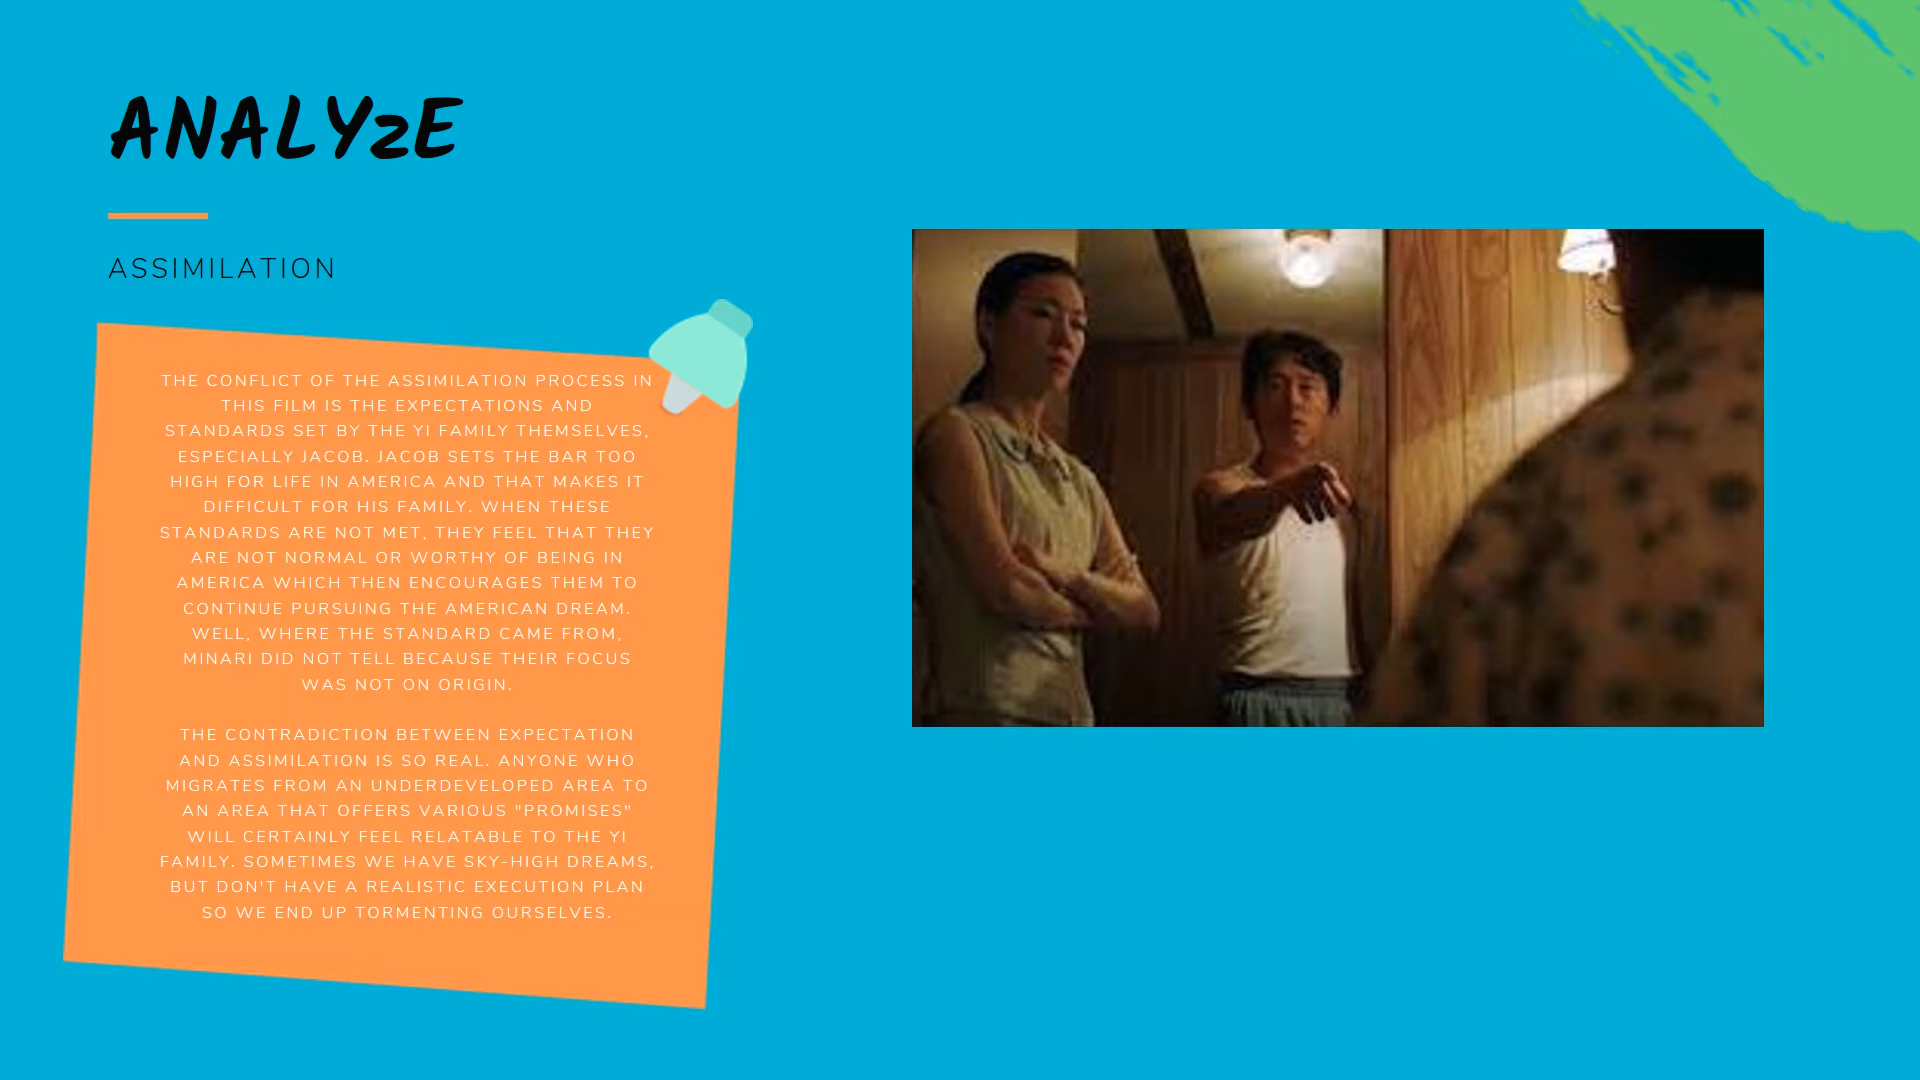 ANALYzE
ASSIMILATION
THE CONFLICT OF THE ASSIMILATION PROCESS IN
THIS FILM IS THE EXPECTATIONS AND
STANDARDS SET BY THE YI FAMILY THEMSELVES,
ESPECIALLY JACOB. JACOB SETS THE BAR TOO
HIGH FOR LIFE IN AMERICA AND THAT MAKES IT
DIFFICULT FOR HIS FAMILY. WHEN THESE
STANDARDS ARE NOT MET, THEY FEEL THAT THEY
ARE NOT NORMAL OR WORTHY OF BEING IN
AMERICA WHICH THEN ENCOURAGES THEM TO
CONTINUE PURSUING THE AMERICAN DREAM.
WELL, WHERE THE STANDARD CAME FROM,
MINARI DID NOT TELL BECAUSE THEIR FOCUS
WAS NOT ON ORIGIN.
THE CONTRADICTION BETWEEN EXPECTATION
AND ASSIMILATION IS SO REAL. ANYONE WHO
MIGRATES FROM AN UNDERDEVELOPED AREA TO
AN AREA THAT OFFERS VARIOUS "PROMISES"
WILL CERTAINLY FEEL RELATABLE TO THE YI
FAMILY. SOMETIMES WE HAVE SKY-HIGH DREAMS,
BUT DON'T HAVE A REALISTIC EXECUTION PLAN
SO WE END UP TORMENTING OURSELVES.